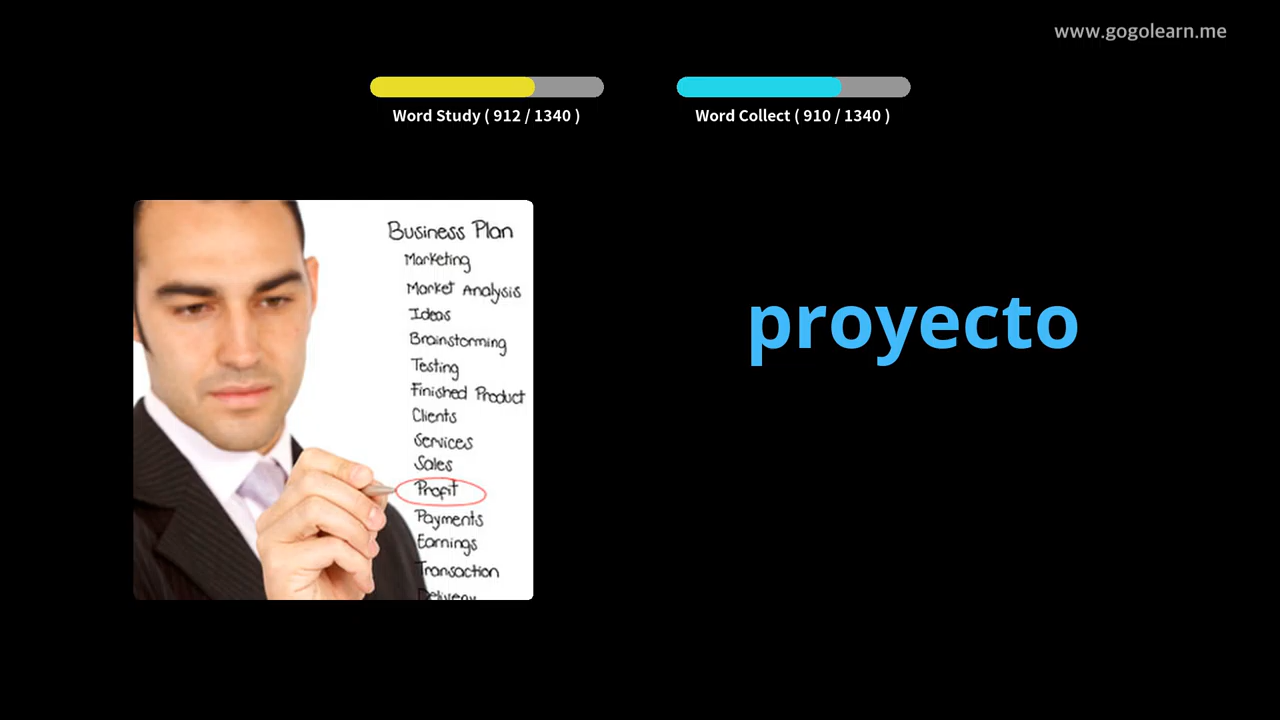 www.gogolearn.me
Word Study ( 912 / 1340 )
Word Collect ( 910 / 1340 )
Business Plan
Marketing
Market Analysis
Ideas
Brainstorming
Testing
Finished Product
Clients
Services
Sales
Profit
Payments
Earnings
Transaction
Delivery
proyecto